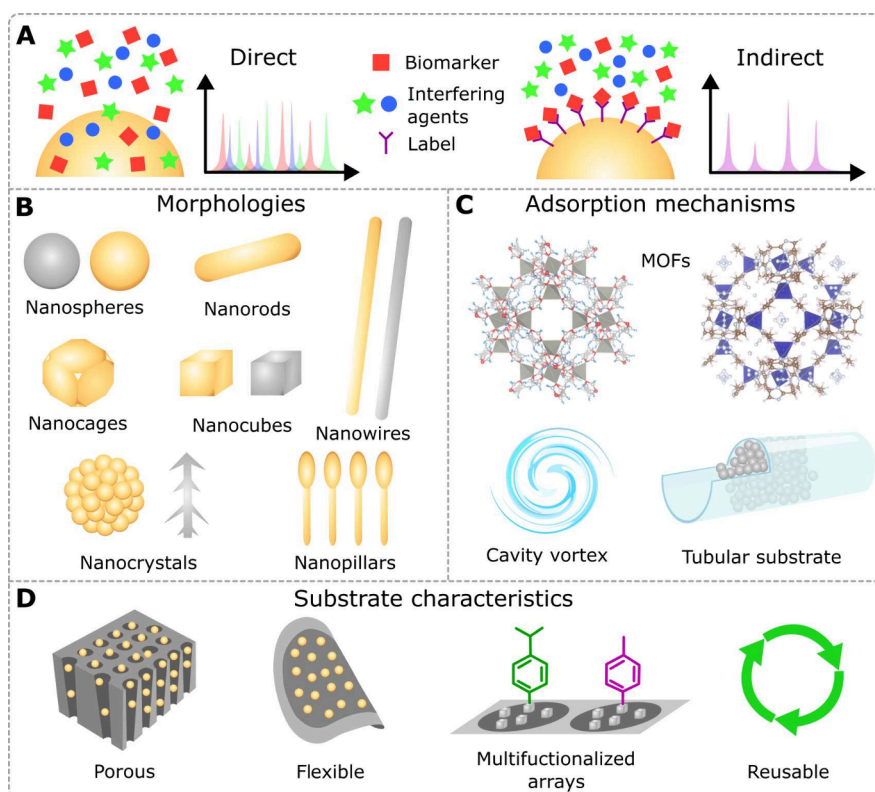 A
Direct
Biomarker
Interfering
agents
Label
Indirect
B
Morphologies
Nanospheres
Nanorods
Nanocages
Nanocubes
Nanowires
Nanocrystals
Nanopillars
C
Adsorption mechanisms
MOFs
Cavity vortex
Tubular substrate
D
Substrate characteristics
Porous
Flexible
Multifuctionalized
arrays
Reusable